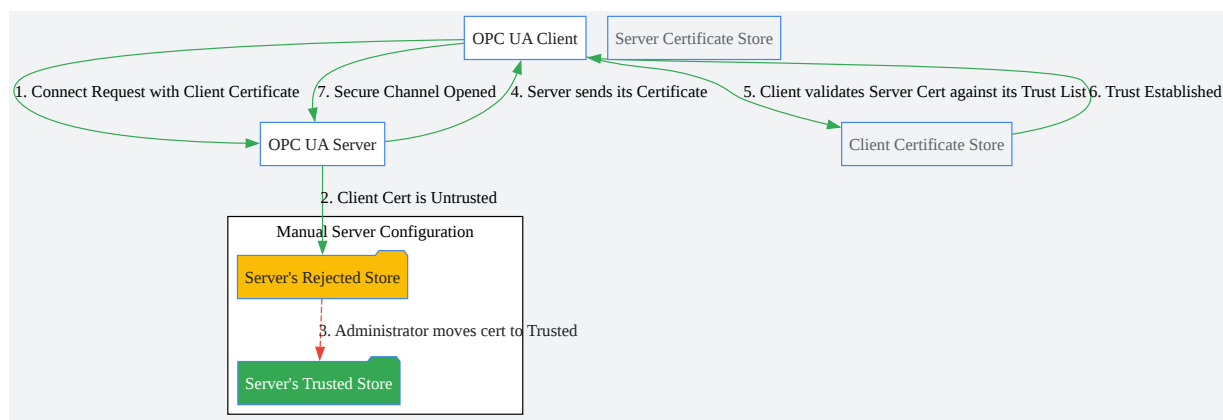 OPC UA Client
Server Certificate Store
1. Connect Request with Client Certificate
7. Secure Channel Opened
4. Server sends its Certificate
5. Client validates Server Cert against its Trust List
6. Trust Established
OPC UA Server
Client Certificate Store
2. Client Cert is Untrusted
Manual Server Configuration
Server's Rejected Store
3. Administrator moves cert to Trusted
Server's Trusted Store